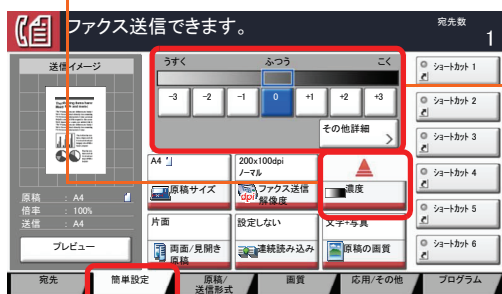 ファクス送信できます。
宛先数
1
送信イメージ
原稿 : A4
倍率 : 100%
送信 : A4
プレビュー
うすく ふつう こく
-3 -2 -1 0 +1 +2 +3
その他詳細
A4
原稿サイズ
200x100dpi
ノーマル
ファクス送信
解像度
濃度
片面
両面/見開き
原稿
設定しない
連続読み込み
文字+写真
原稿の画質
ショートカット 1
ショートカット 2
ショートカット 3
ショートカット 4
ショートカット 5
ショートカット 6
宛先
簡単設定
原稿/
送信形式
画質
応用/その他
プログラム